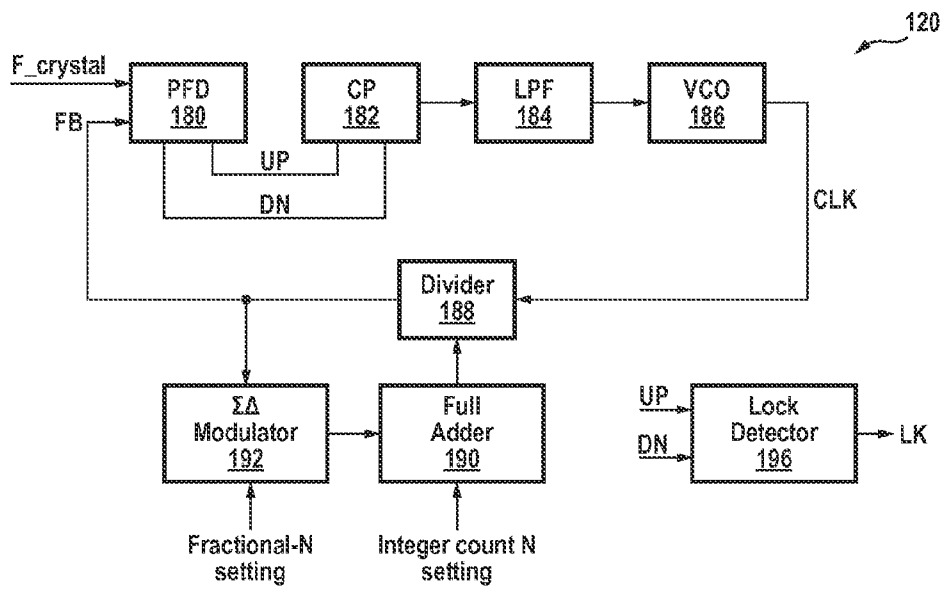 120
F_crystal
PFD
180
CP
182
LPF
184
VCO
186
FB
UP
DN
CLK
Divider
188
ΣΔ
Modulator
192
Full
Adder
190
UP
DN
Lock
Detector
196
LK
Fractional-N
setting
Integer count N
setting